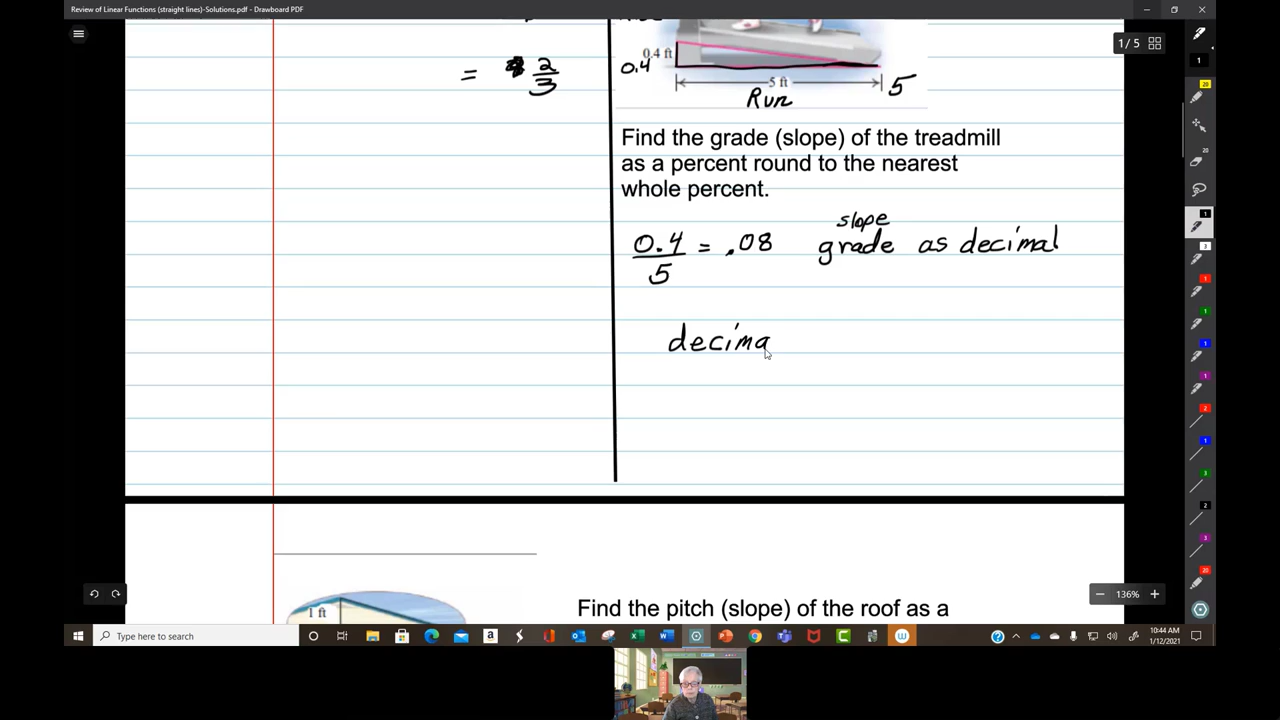 Review of Linear Functions (straight lines)-Solutions.pdf - Drawboard PDF
1 / 5
= 2/3
0.4 ft
0.4
5 ft
5
Run
Find the grade (slope) of the treadmill
as a percent round to the nearest
whole percent.
slope
0.4/5 = .08 grade as decimal
decima
1 ft
Find the pitch (slope) of the roof as a
136%
Type here to search
10:44 AM
1/12/2021